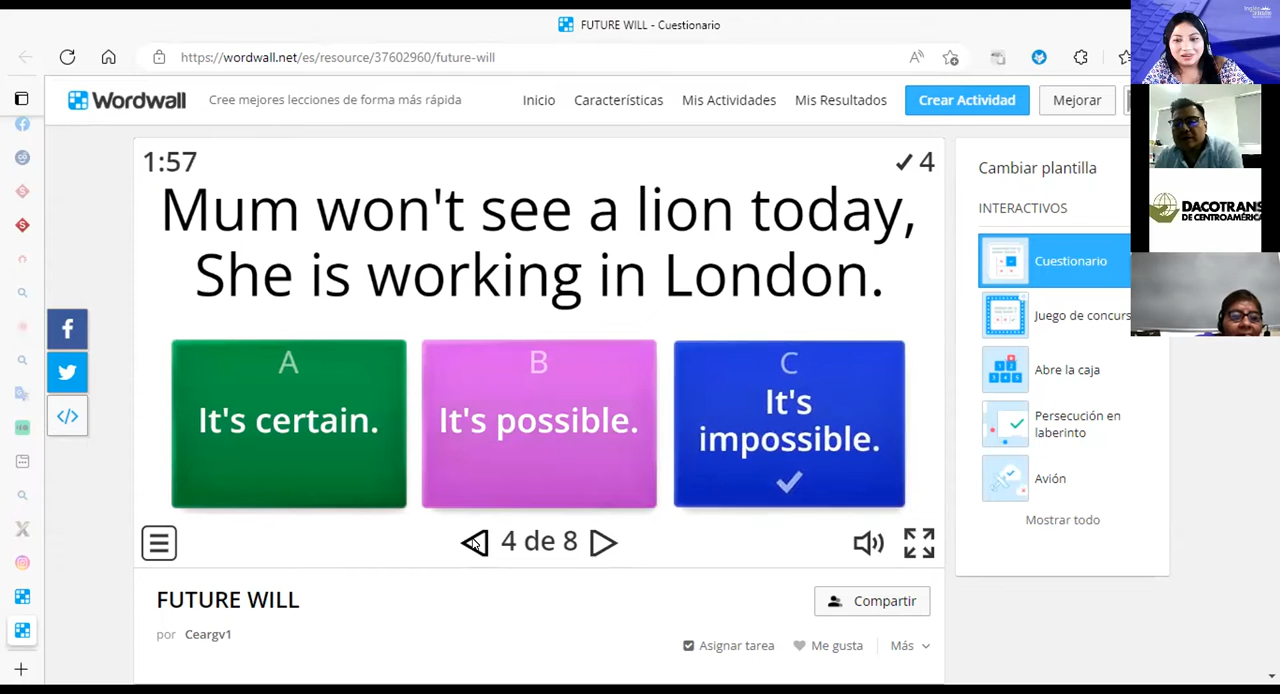 FUTURE WILL - Cuestionario
https://wordwall.net/es/resource/37602960/future-will
Wordwall
Cree mejores lecciones de forma más rápida
Inicio
Características
Mis Actividades
Mis Resultados
Crear Actividad
Mejorar
1:57
4
Mum won't see a lion today,
She is working in London.
A
It's certain.
B
It's possible.
C
It's
impossible.
4 de 8
FUTURE WILL
Compartir
por Ceargv1
Asignar tarea
Me gusta
Más
Cambiar plantilla
INTERACTIVOS
Cuestionario
Juego de concurs
Abre la caja
Persecución en
laberinto
Avión
Mostrar todo
DACOTRANS
DE CENTROAMÉRICA